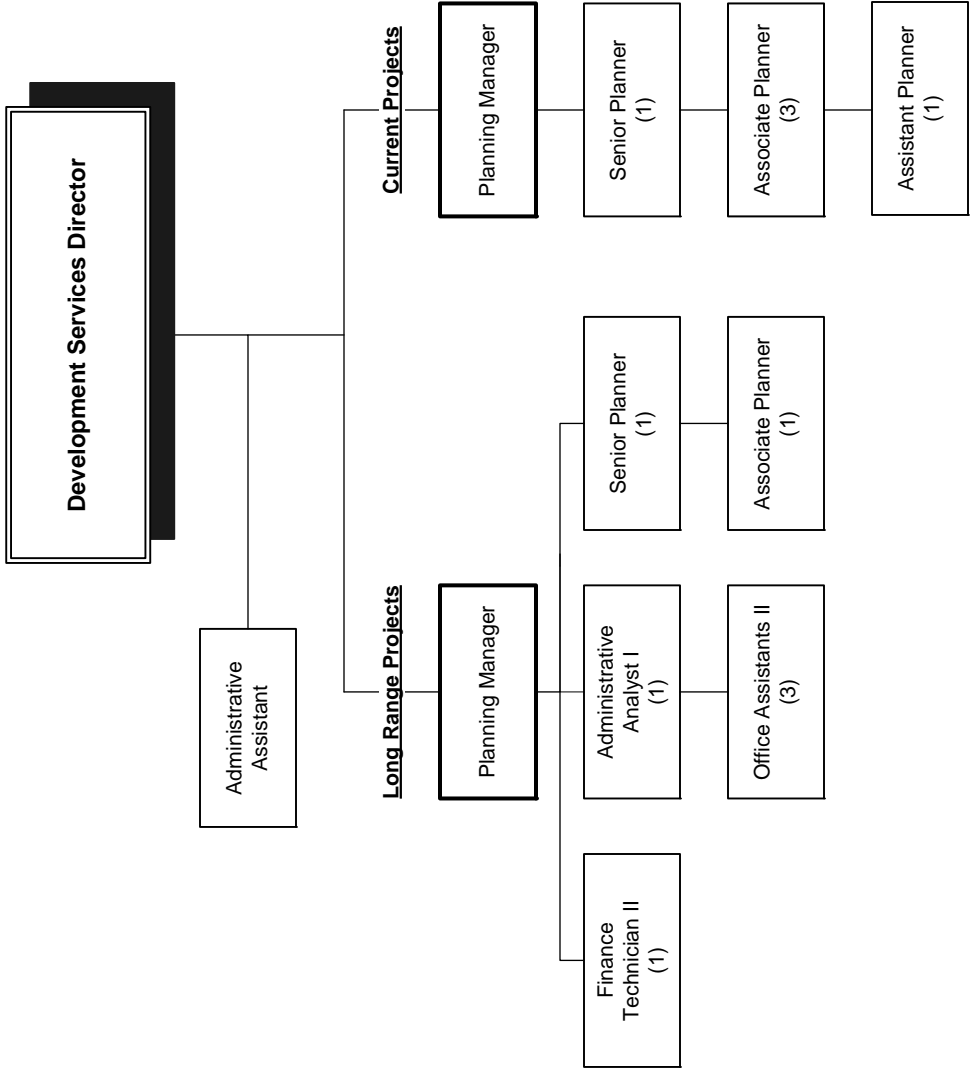 Development Services Director
Administrative
Assistant
Long Range Projects
Current Projects
Planning Manager
Planning Manager
Finance
Technician II
(1)
Administrative
Analyst I
(1)
Senior Planner
(1)
Senior Planner
(1)
Office Assistants II
(3)
Associate Planner
(1)
Associate Planner
(3)
Assistant Planner
(1)